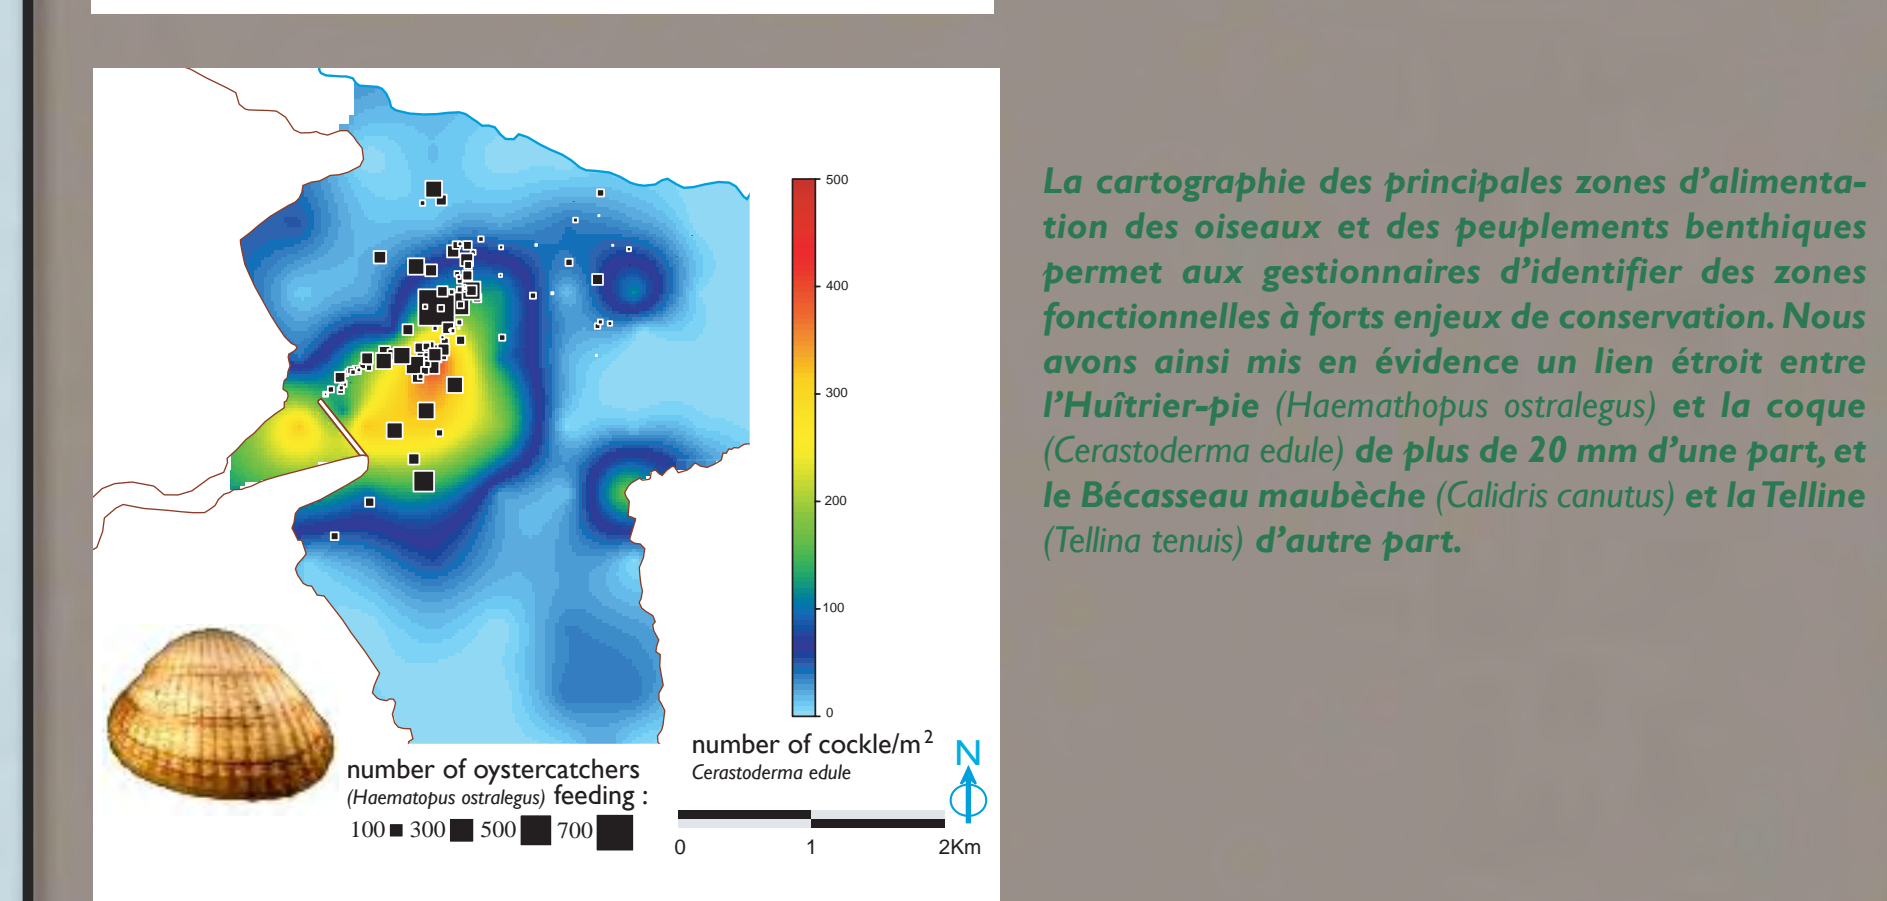 500
400
300
200
100
0
number of cockle/m2
Cerastoderma edule
N
number of oystercatchers
(Haematopus ostralegus) feeding :
100 300 500 700
0 1 2Km
La cartographie des principales zones d’alimenta-
tion des oiseaux et des peuplements benthiques
permet aux gestionnaires d’identifier des zones
fonctionnelles à forts enjeux de conservation. Nous
avons ainsi mis en évidence un lien étroit entre
l’Huîtrier-pie (Haemathopus ostralegus) et la coque
(Cerastoderma edule) de plus de 20 mm d’une part, et
le Bécasseau maubèche (Calidris canutus) et la Telline
(Tellina tenuis) d’autre part.